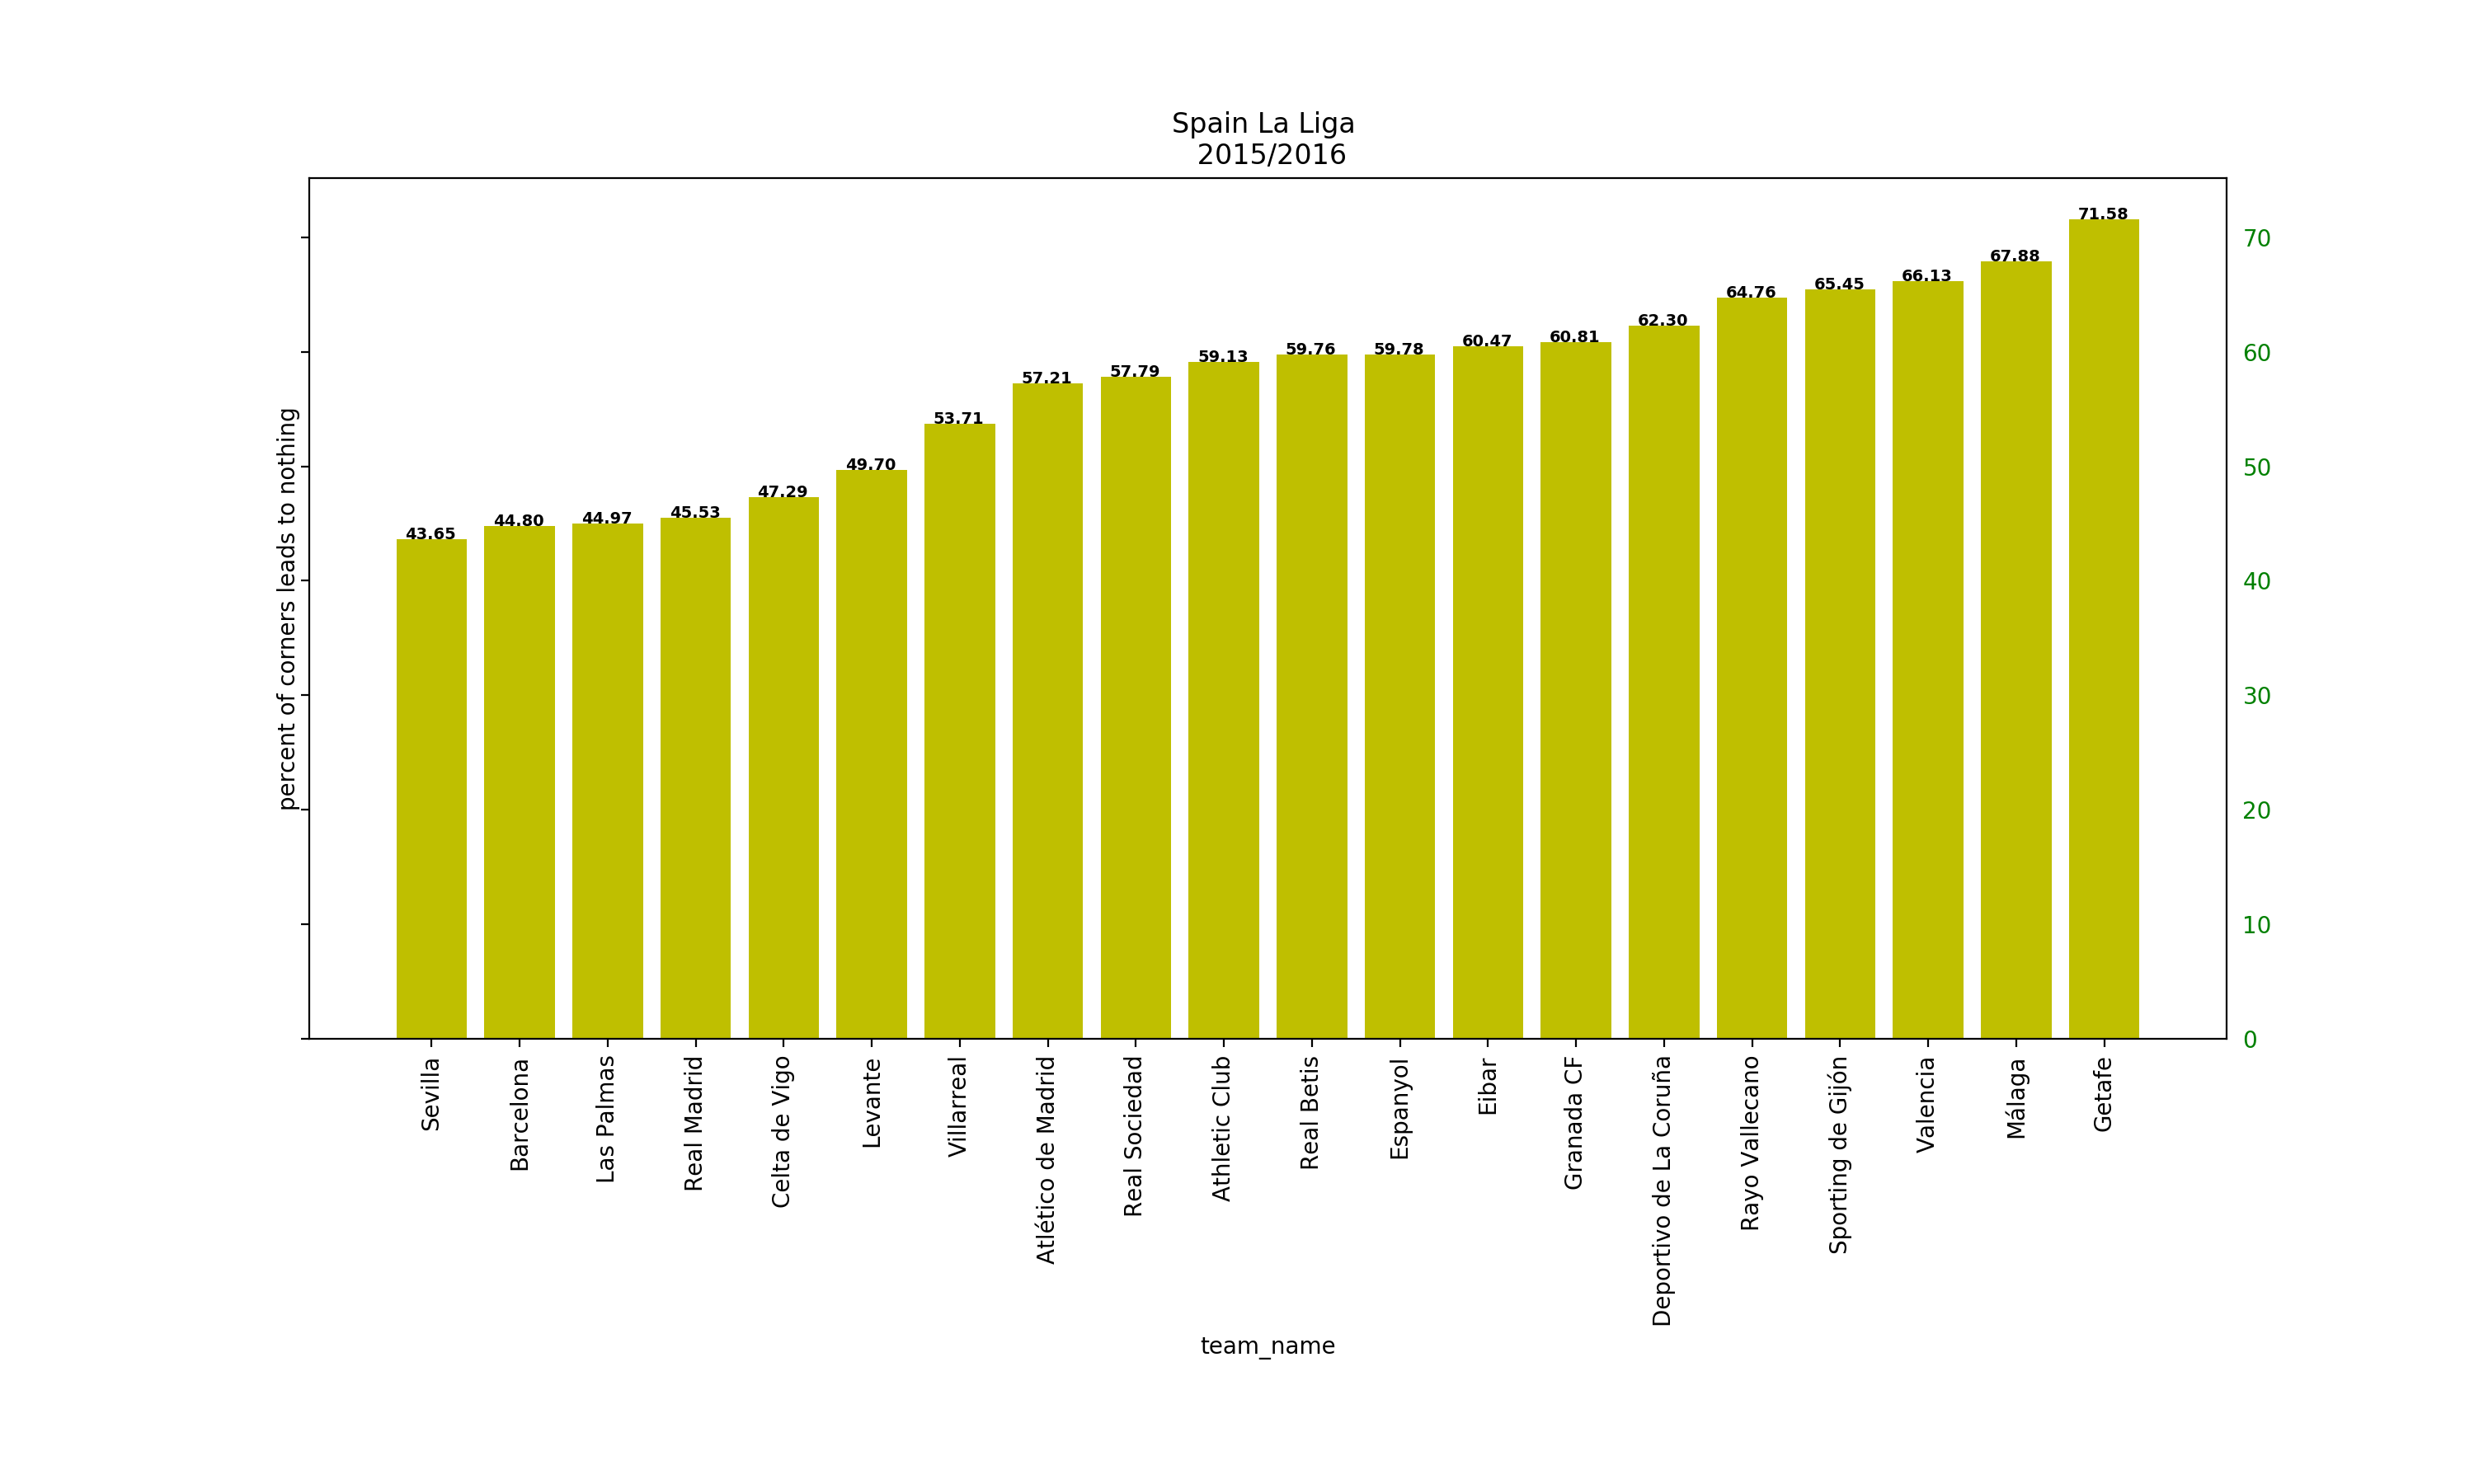 Spain La Liga
2015/2016
percent of corners leads to nothing
43.65
44.80
44.97
45.53
47.29
49.70
53.71
57.21
57.79
59.13
59.76
59.78
60.47
60.81
62.30
64.76
65.45
66.13
67.88
71.58
70
60
50
40
30
20
10
0
Sevilla
Barcelona
Las Palmas
Real Madrid
Celta de Vigo
Levante
Villarreal
Atlético de Madrid
Real Sociedad
Athletic Club
Real Betis
Espanyol
Eibar
Granada CF
Deportivo de La Coruña
Rayo Vallecano
Sporting de Gijón
Valencia
Málaga
Getafe
team_name